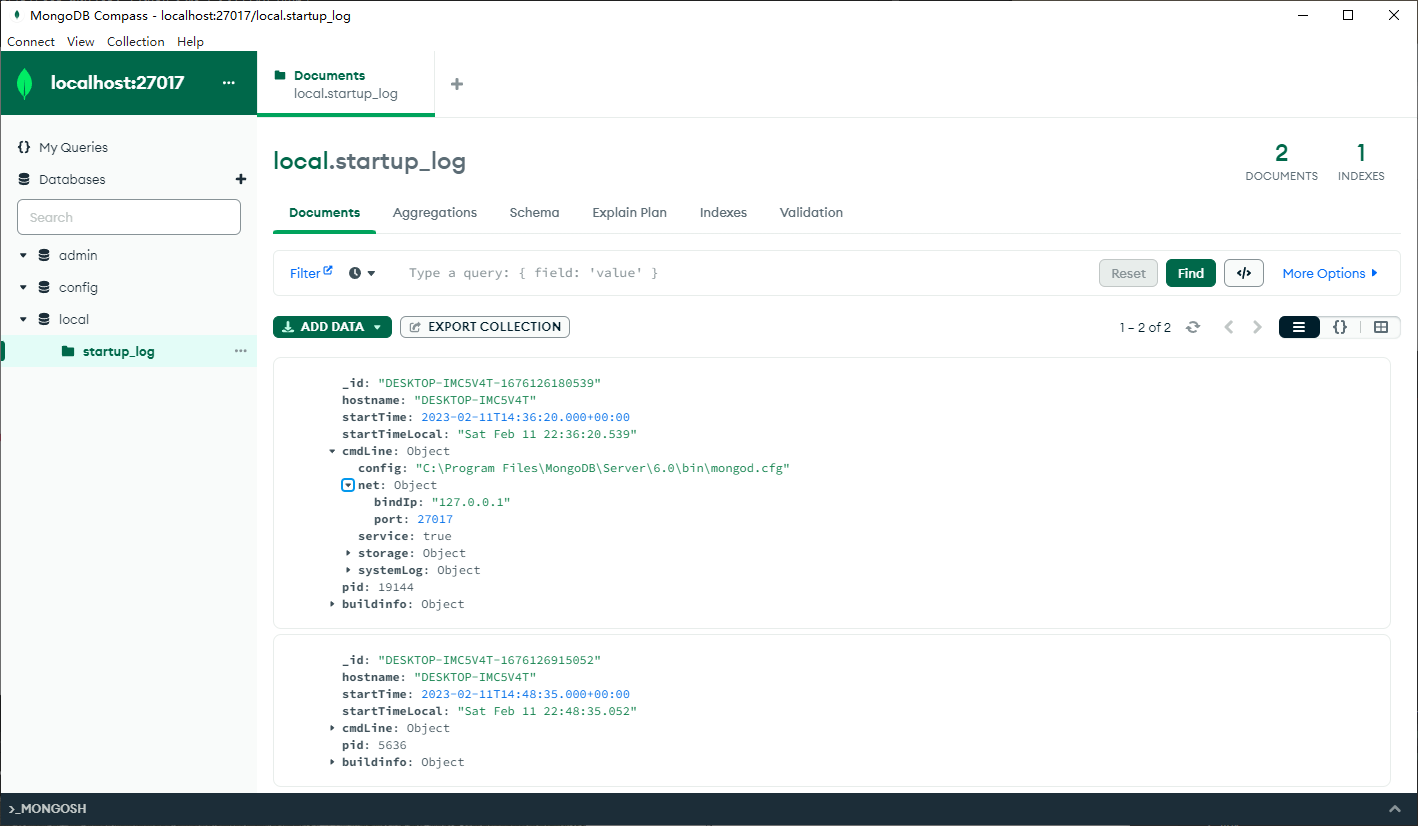 MongoDB Compass - localhost:27017/local.startup_log
Connect View Collection Help
localhost:27017 ...
Documents
local.startup_log
+
{} My Queries
Databases +
Search
admin
config
local
startup_log ...
local.startup_log
2
DOCUMENTS
1
INDEXES
Documents Aggregations Schema Explain Plan Indexes Validation
Filter Type a query: { field: 'value' } Reset Find </> More Options
ADD DATA EXPORT COLLECTION 1 – 2 of 2 {}
_id: "DESKTOP-IMC5V4T-1676126180539"
hostname: "DESKTOP-IMC5V4T"
startTime: 2023-02-11T14:36:20.000+00:00
startTimeLocal: "Sat Feb 11 22:36:20.539"
cmdLine: Object
config: "C:\Program Files\MongoDB\Server\6.0\bin\mongod.cfg"
net: Object
bindIp: "127.0.0.1"
port: 27017
service: true
storage: Object
systemLog: Object
pid: 19144
buildinfo: Object
_id: "DESKTOP-IMC5V4T-1676126915052"
hostname: "DESKTOP-IMC5V4T"
startTime: 2023-02-11T14:48:35.000+00:00
startTimeLocal: "Sat Feb 11 22:48:35.052"
cmdLine: Object
pid: 5636
buildinfo: Object
>_MONGOSH